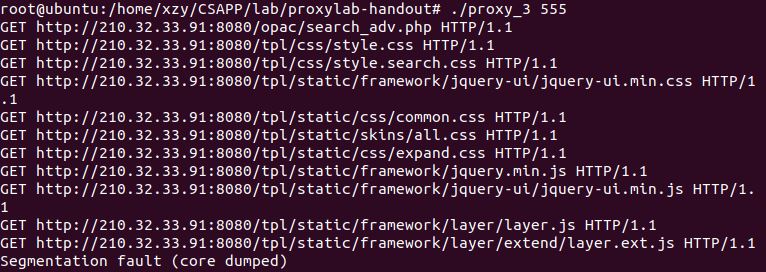 root@ubuntu:/home/xzy/CSAPP/lab/proxylab-handout# ./proxy_3 555
GET http://210.32.33.91:8080/opac/search_adv.php HTTP/1.1
GET http://210.32.33.91:8080/tpl/css/style.css HTTP/1.1
GET http://210.32.33.91:8080/tpl/css/style.search.css HTTP/1.1
GET http://210.32.33.91:8080/tpl/static/framework/jquery-ui/jquery-ui.min.css HTTP/1
.1
GET http://210.32.33.91:8080/tpl/static/css/common.css HTTP/1.1
GET http://210.32.33.91:8080/tpl/static/skins/all.css HTTP/1.1
GET http://210.32.33.91:8080/tpl/static/css/expand.css HTTP/1.1
GET http://210.32.33.91:8080/tpl/static/framework/jquery.min.js HTTP/1.1
GET http://210.32.33.91:8080/tpl/static/framework/jquery-ui/jquery-ui.min.js HTTP/1.
1
GET http://210.32.33.91:8080/tpl/static/framework/layer/layer.js HTTP/1.1
GET http://210.32.33.91:8080/tpl/static/framework/layer/extend/layer.ext.js HTTP/1.1
Segmentation fault (core dumped)